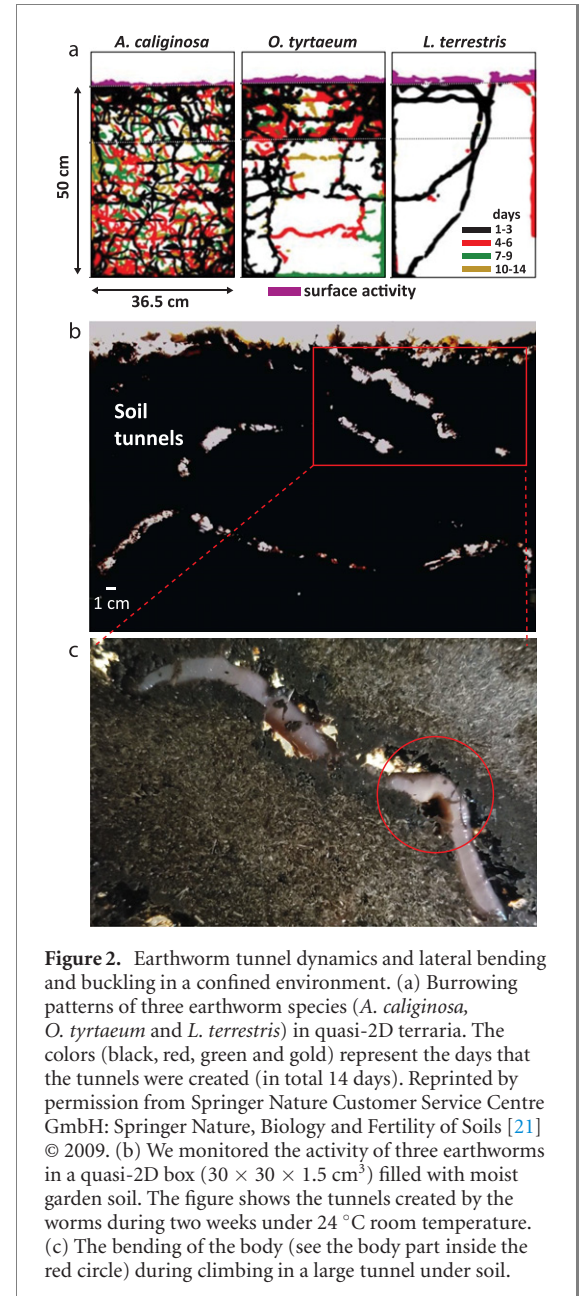 a
A. caliginosa
O. tyrtaeum
L. terrestris
50 cm
days
1-3
4-6
7-9
10-14
36.5 cm
surface activity
b
Soil
tunnels
1 cm
c
Figure 2. Earthworm tunnel dynamics and lateral bending
and buckling in a confined environment. (a) Burrowing
patterns of three earthworm species (A. caliginosa,
O. tyrtaeum and L. terrestris) in quasi-2D terraria. The
colors (black, red, green and gold) represent the days that
the tunnels were created (in total 14 days). Reprinted by
permission from Springer Nature Customer Service Centre
GmbH: Springer Nature, Biology and Fertility of Soils [21]
© 2009. (b) We monitored the activity of three earthworms
in a quasi-2D box (30 × 30 × 1.5 cm³) filled with moist
garden soil. The figure shows the tunnels created by the
worms during two weeks under 24 °C room temperature.
(c) The bending of the body (see the body part inside the
red circle) during climbing in a large tunnel under soil.